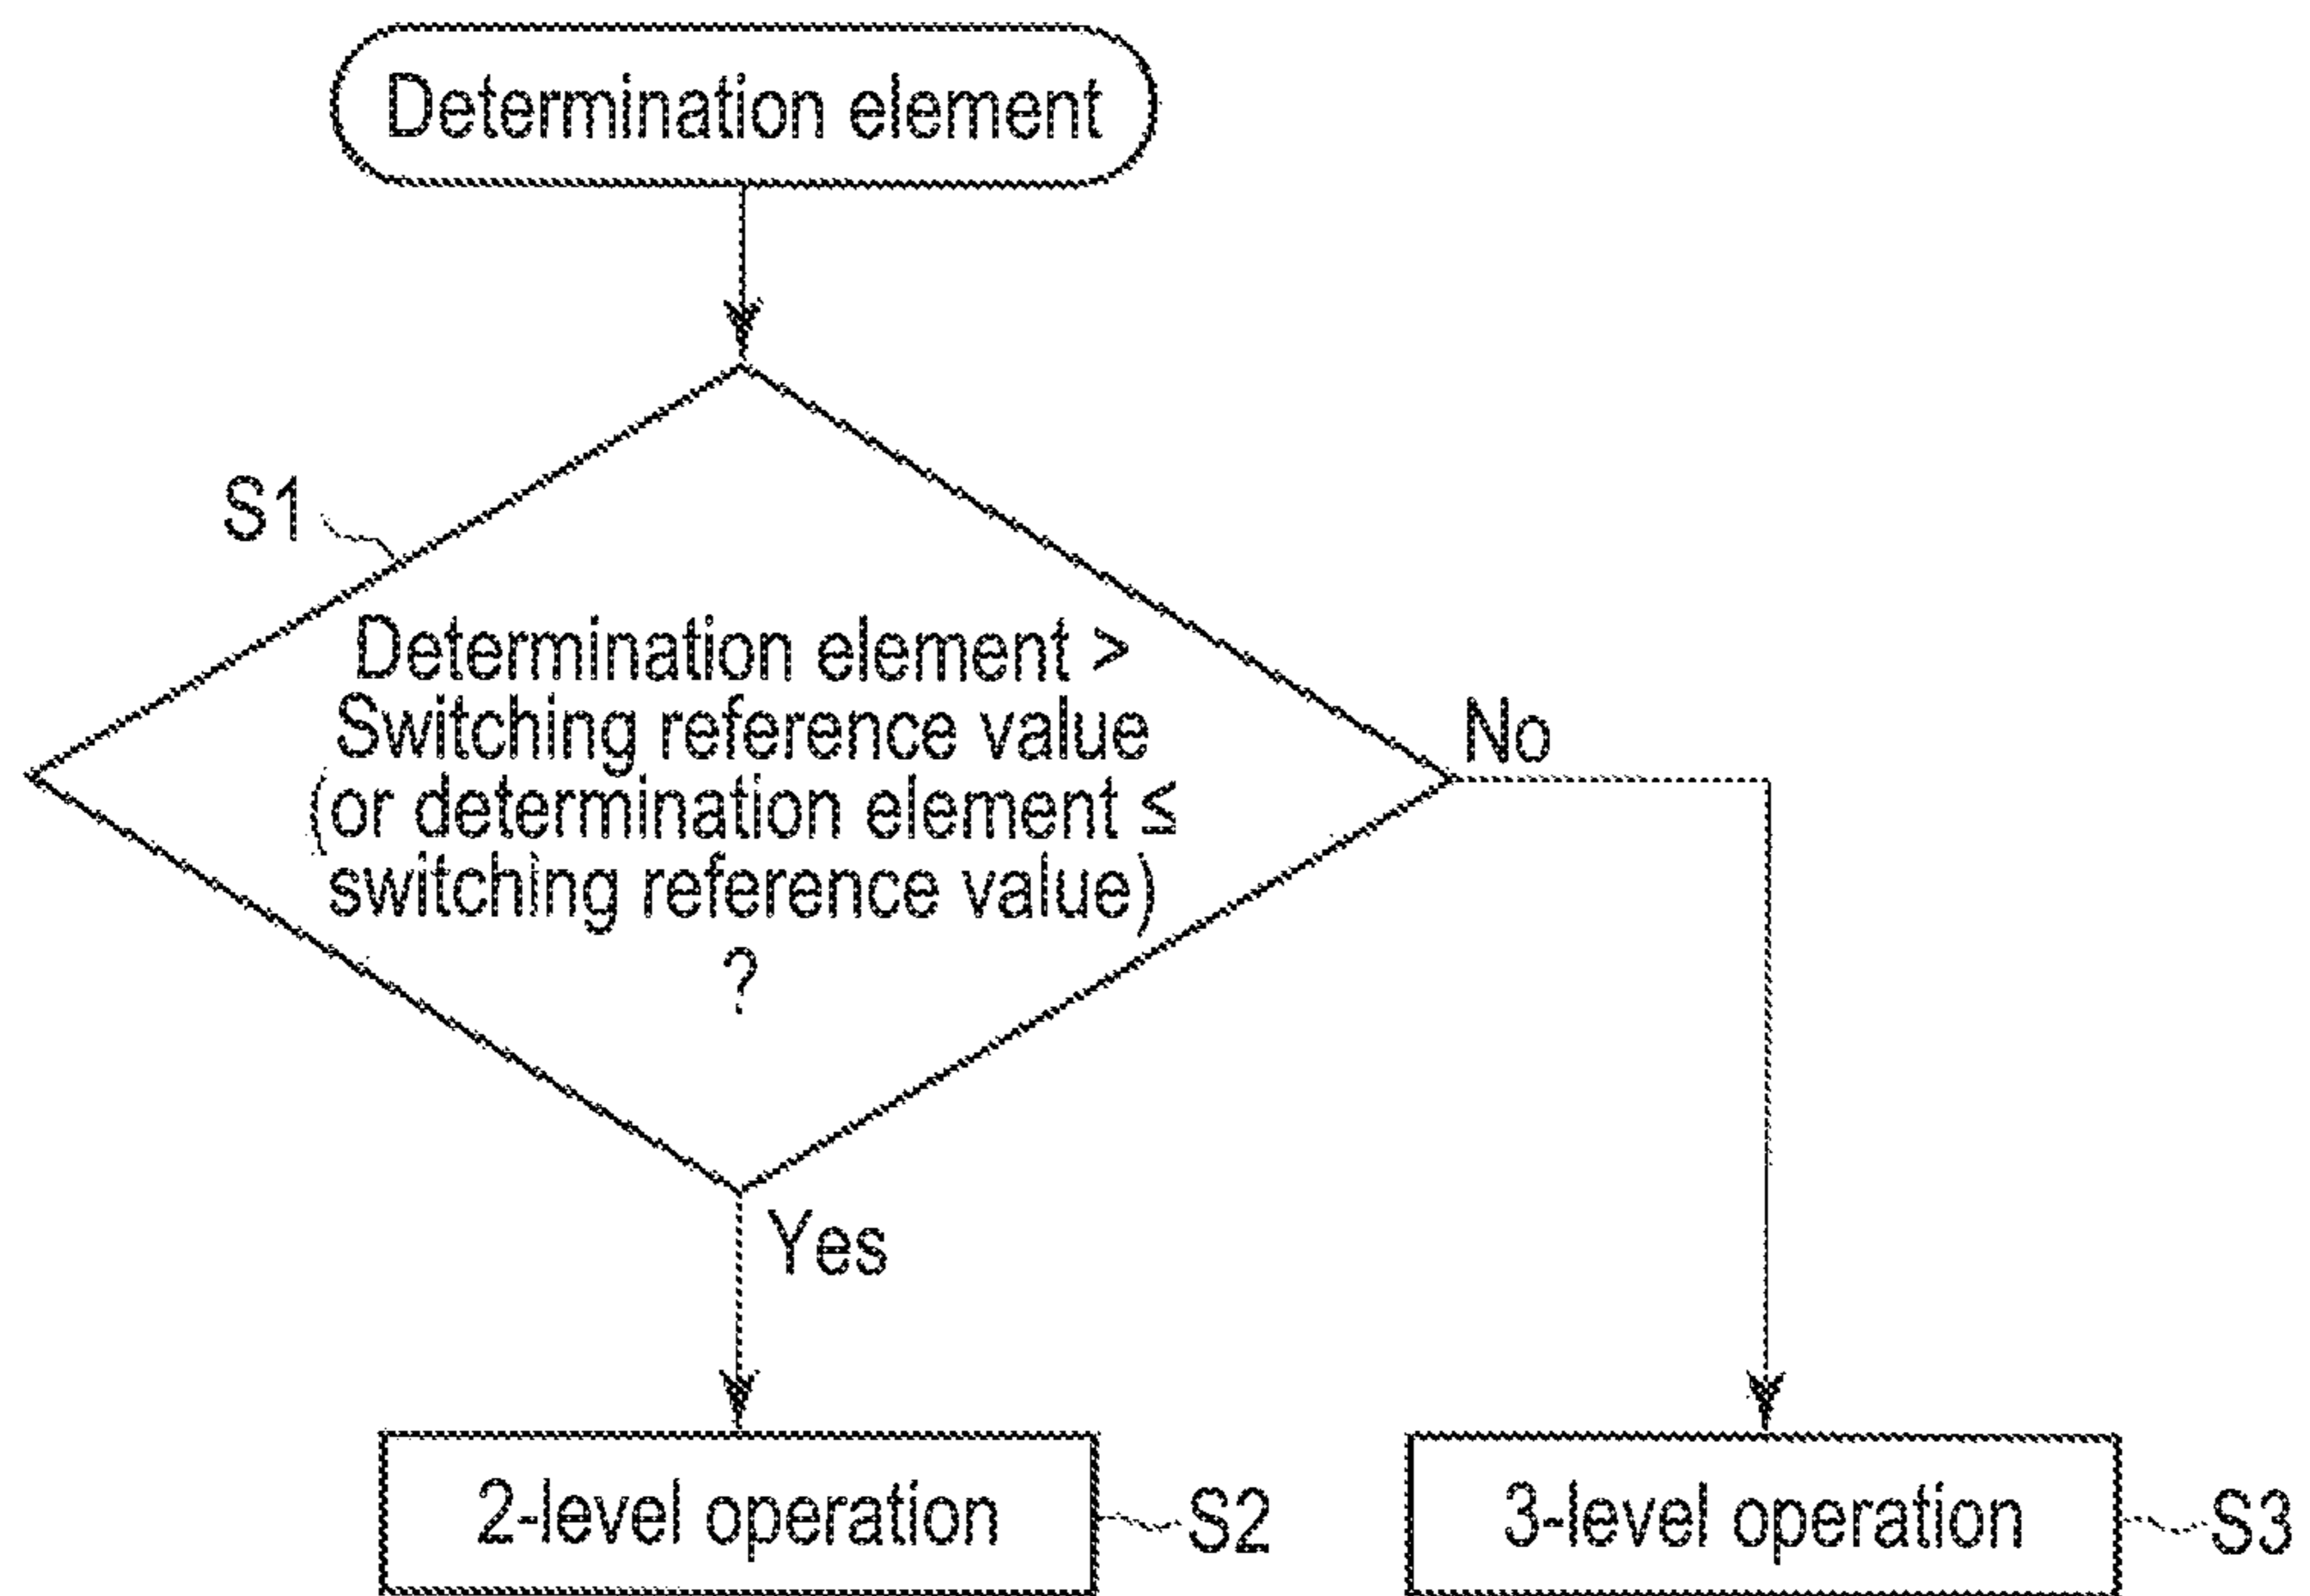 Determination element
S1
Determination element >
Switching reference value
(or determination element ≤
switching reference value)
?
No
Yes
2-level operation
S2
3-level operation
S3